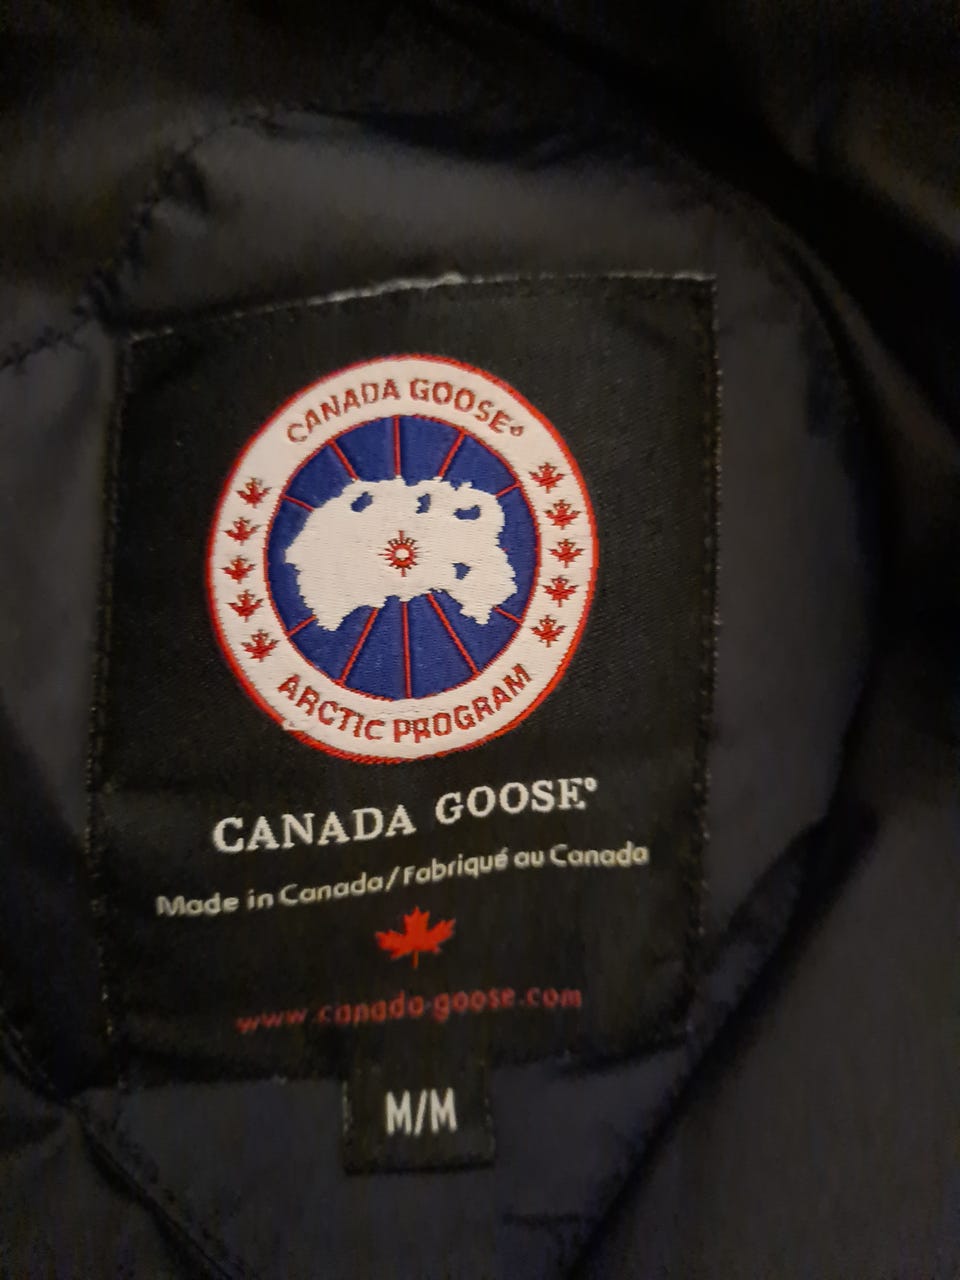 CANADA GOOSE®
ARCTIC PROGRAM
CANADA GOOSE®
Made in Canada/Fabriqué au Canada
www.canada-goose.com
M/M